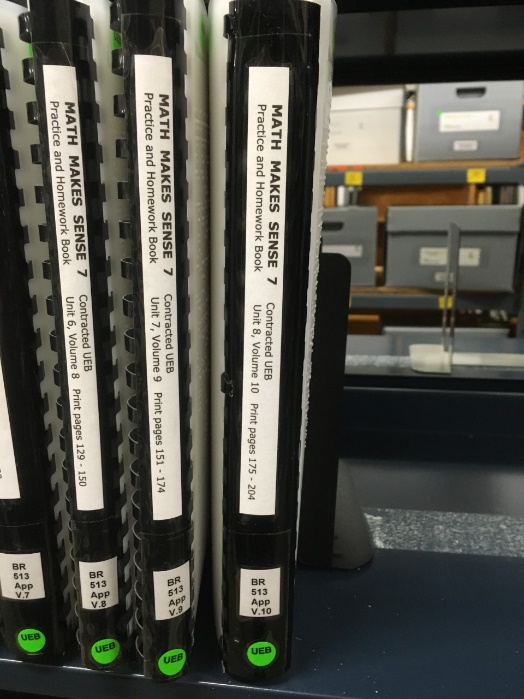 MATH MAKES SENSE 7
Practice and Homework Book
Contracted UEB
Unit 6, Volume 8 Print pages 129 - 150
MATH MAKES SENSE 7
Practice and Homework Book
Contracted UEB
Unit 7, Volume 9 Print pages 151 - 174
MATH MAKES SENSE 7
Practice and Homework Book
Contracted UEB
Unit 8, Volume 10 Print pages 175 - 204
BR
513
App
V.7
UEB
BR
513
App
V.8
UEB
BR
513
App
V.9
UEB
BR
513
App
V.10
UEB